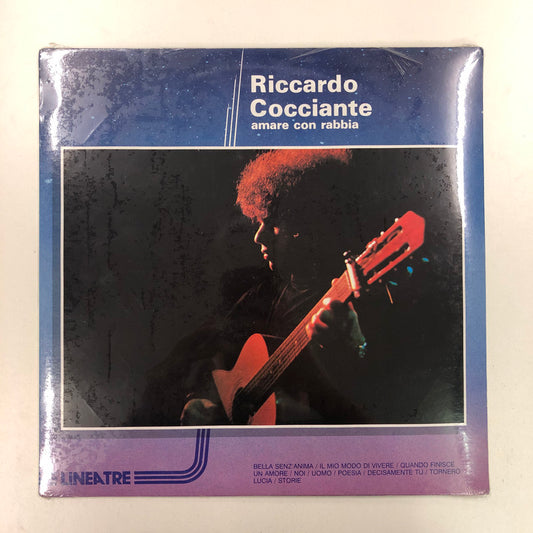 Riccardo
Cocciante
amare con rabbia
BELLA SENZ'ANIMA / IL MIO MODO DI VIVERE / QUANDO FINISCE
UN AMORE / NOI / UOMO / POESIA / DECISAMENTE TU / TORNERO'
LUCIA / STORIE
LINEATRE